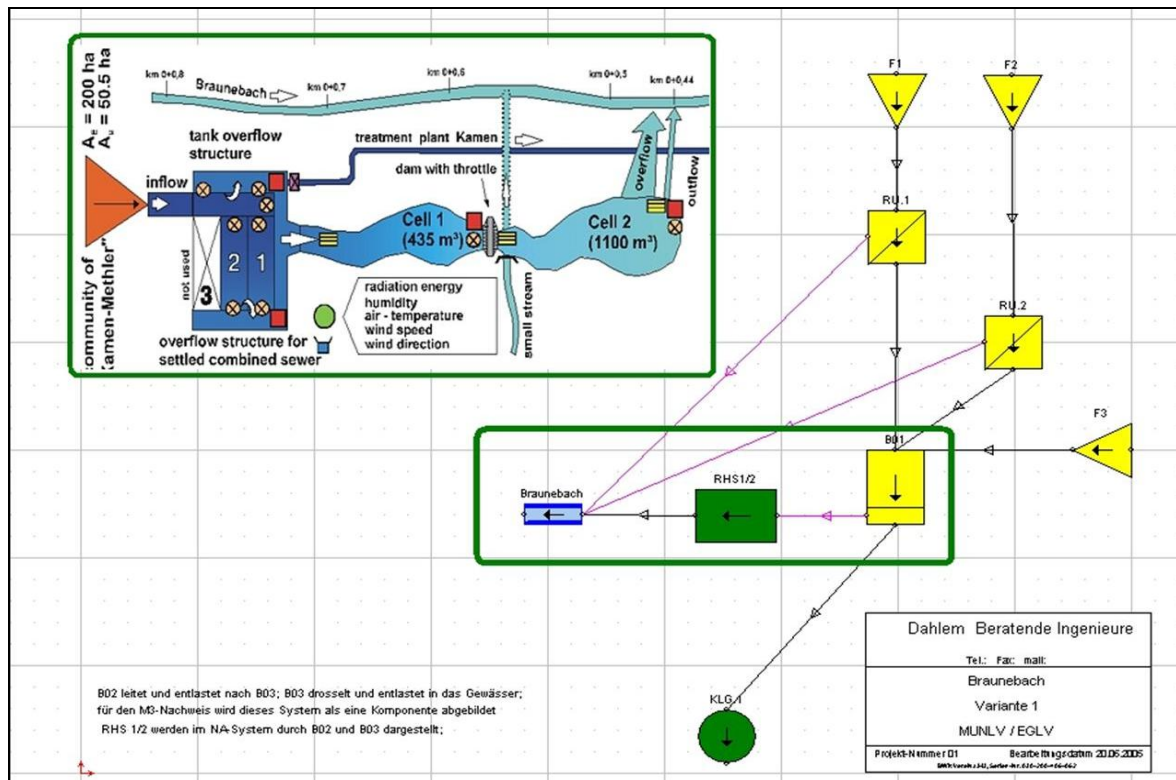 AE = 200 ha
Au = 50.5 ha
community of
Kamen-Methler"
inflow
tank overflow
structure
not used
3
2
1
overflow structure for
settled combined sewer
km 0+0,8
Braunebach
km 0+0,7
km 0+0,6
km 0+0,5
km 0+0,44
treatment plant Kamen
dam with throttle
Cell 1
(435 m³)
Cell 2
(1100 m³)
overflow
outflow
small stream
radiation energy
humidity
air - temperature
wind speed
wind direction
F1
F2
RU.1
RU.2
F3
B01
RHS1/2
Braunebach
KLG.1
B02 leitet und entlastet nach B03; B03 drosselt und entlastet in das Gewässer;
für den M3-Nachweis wird dieses System als eine Komponente abgebildet
RHS 1/2 werden im NA-System durch B02 und B03 dargestellt;
Dahlem Beratende Ingenieure
Tel.: Fax: mail:
Braunebach
Variante 1
MUNLV / EGLV
Projekt-Nummer 01 Bearbeitungsdatum 20.06.2005